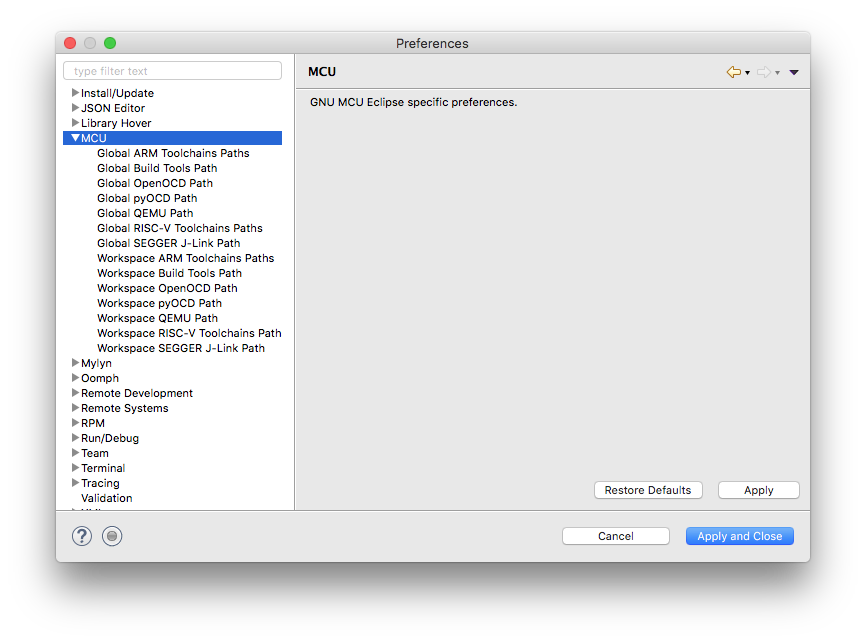 Preferences
type filter text
Install/Update
JSON Editor
Library Hover
MCU
Global ARM Toolchains Paths
Global Build Tools Path
Global OpenOCD Path
Global pyOCD Path
Global QEMU Path
Global RISC-V Toolchains Paths
Global SEGGER J-Link Path
Workspace ARM Toolchains Paths
Workspace Build Tools Path
Workspace OpenOCD Path
Workspace pyOCD Path
Workspace QEMU Path
Workspace RISC-V Toolchains Path
Workspace SEGGER J-Link Path
Mylyn
Oomph
Remote Development
Remote Systems
RPM
Run/Debug
Team
Terminal
Tracing
Validation
MCU
GNU MCU Eclipse specific preferences.
Restore Defaults
Apply
?
Cancel
Apply and Close